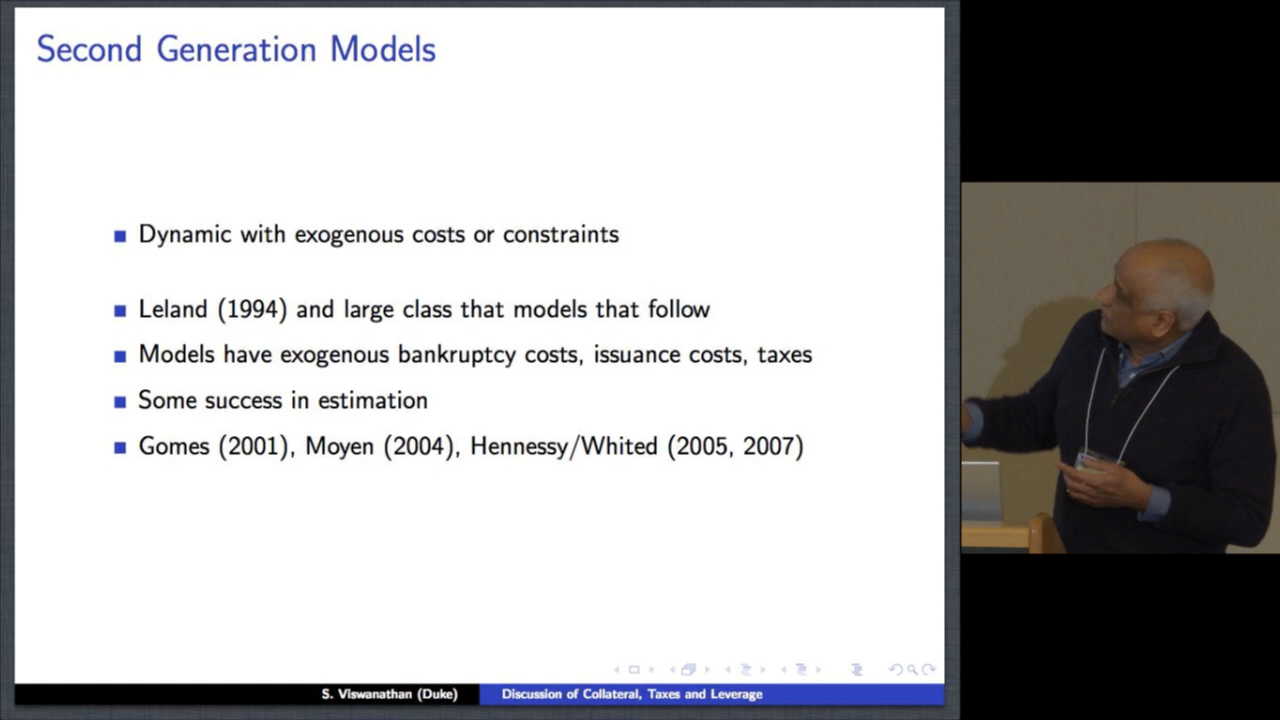 Second Generation Models
Dynamic with exogenous costs or constraints
Leland (1994) and large class that models that follow
Models have exogenous bankruptcy costs, issuance costs, taxes
Some success in estimation
Gomes (2001), Moyen (2004), Hennessy/Whited (2005, 2007)
S. Viswanathan (Duke)
Discussion of Collateral, Taxes and Leverage